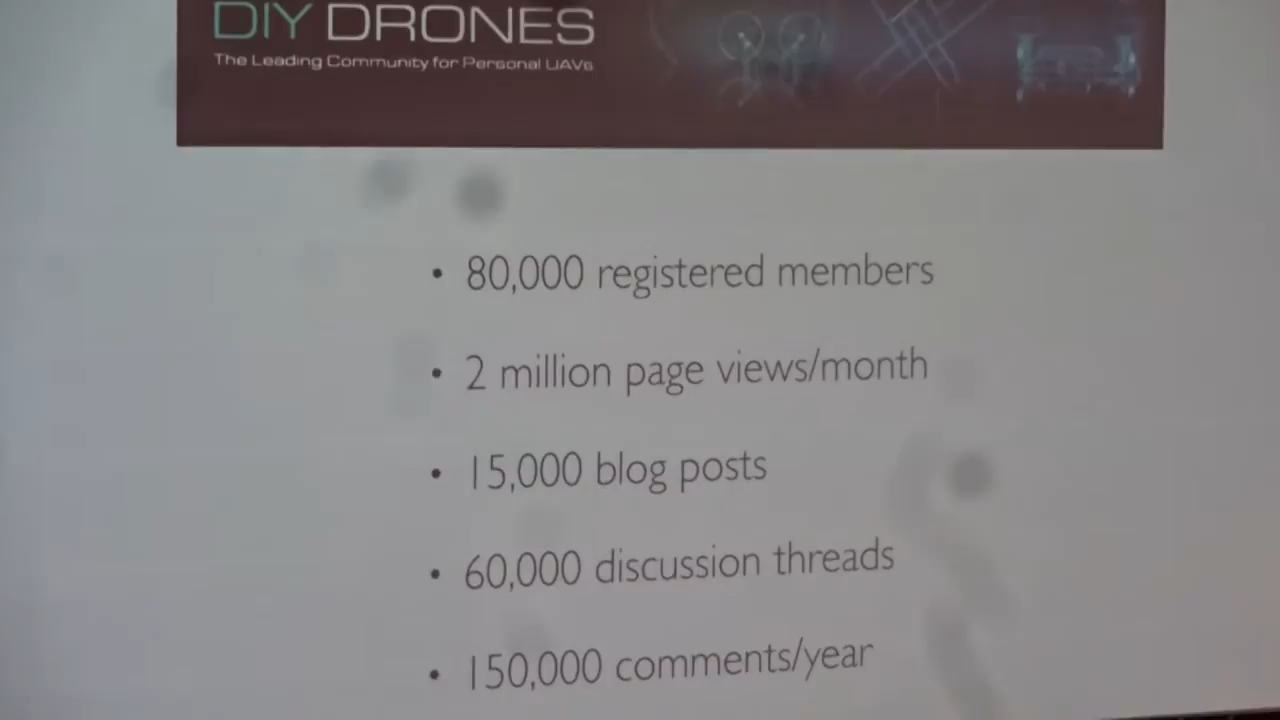 DIY DRONES
The Leading Community for Personal UAVs
• 80,000 registered members
• 2 million page views/month
• 15,000 blog posts
• 60,000 discussion threads
• 150,000 comments/year